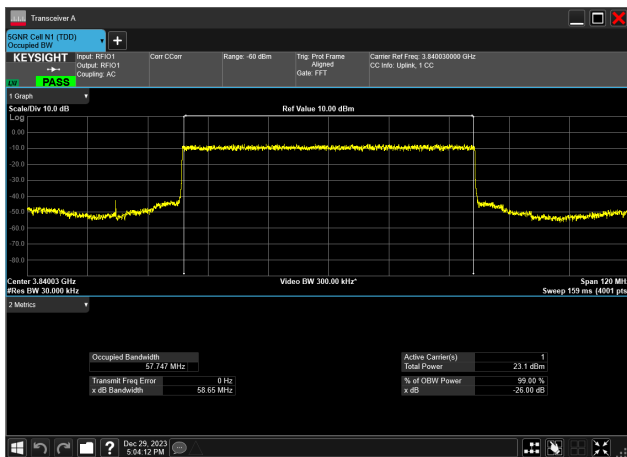 Transceiver A
5GNR Cell N1 (TDD)
Occupied BW
+
KEYSIGHT
Input: RFIO1
Output: RFIO1
Coupling: AC
Corr CCorr
Range: -60 dBm
Trig: Prot Frame
Aligned
Gate: FFT
Carrier Ref Freq: 3.840030000 GHz
CC Info: Uplink, 1 CC
LVI PASS
1 Graph
Scale/Div 10.0 dB
Ref Value 10.00 dBm
Log
0.00
-10.0
-20.0
-30.0
-40.0
-50.0
-60.0
-70.0
-80.0
Center 3.84003 GHz
Video BW 300.00 kHz*
Span 120 MH
#Res BW 30.000 kHz
Sweep 159 ms (4001 pts
2 Metrics
Occupied Bandwidth
57.747 MHz
Transmit Freq Error 0 Hz
x dB Bandwidth 58.65 MHz
Active Carrier(s) 1
Total Power 23.1 dBm
% of OBW Power 99.00 %
x dB -26.00 dB
?
Dec 29, 2023
5:04:12 PM